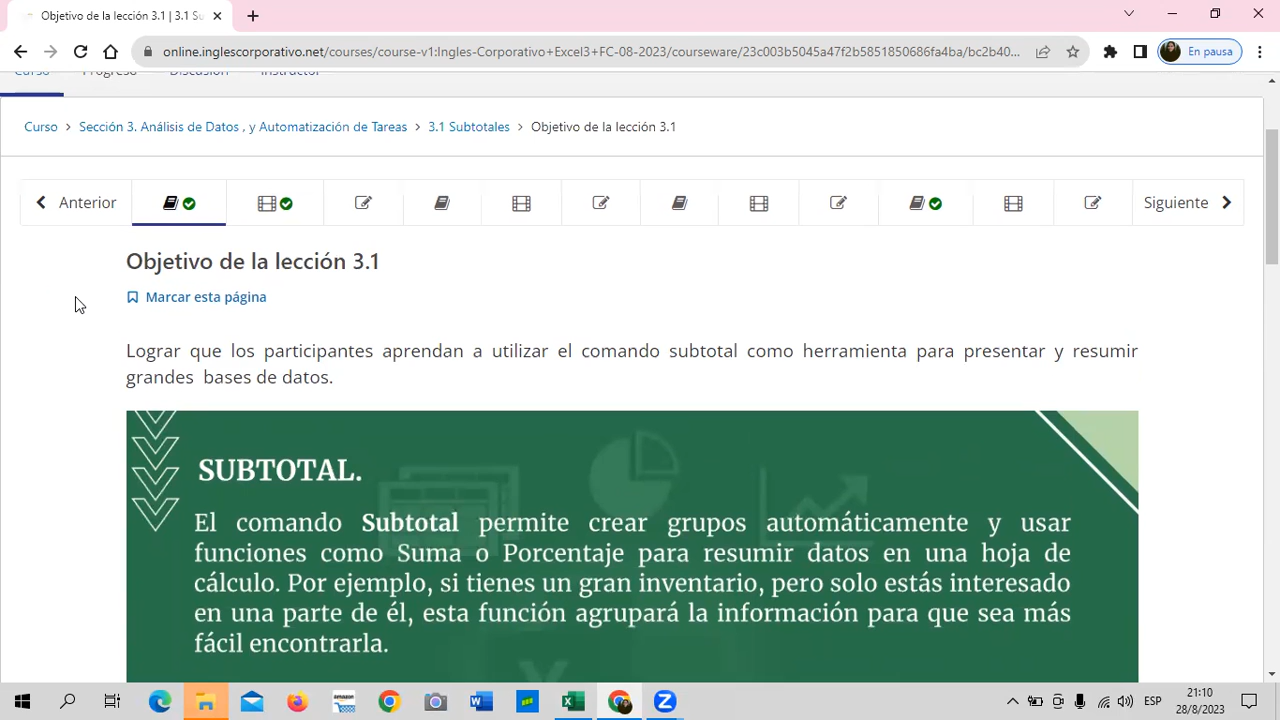 Objetivo de la lección 3.1 | 3.1 Su
online.inglescorporativo.net/courses/course-v1:Ingles-Corporativo+Excel3+FC-08-2023/courseware/23c003b5045a47f2b5851850686fa4ba/bc2b40...
En pausa
Curso Progreso Discusión Instructor
Curso > Sección 3. Análisis de Datos , y Automatización de Tareas > 3.1 Subtotales > Objetivo de la lección 3.1
Anterior
Siguiente
Objetivo de la lección 3.1
Marcar esta página
Lograr que los participantes aprendan a utilizar el comando subtotal como herramienta para presentar y resumir
grandes bases de datos.
SUBTOTAL.
El comando Subtotal permite crear grupos automáticamente y usar
funciones como Suma o Porcentaje para resumir datos en una hoja de
cálculo. Por ejemplo, si tienes un gran inventario, pero solo estás interesado
en una parte de él, esta función agrupará la información para que sea más
fácil encontrarla.
amazon
ESP
21:10
28/8/2023